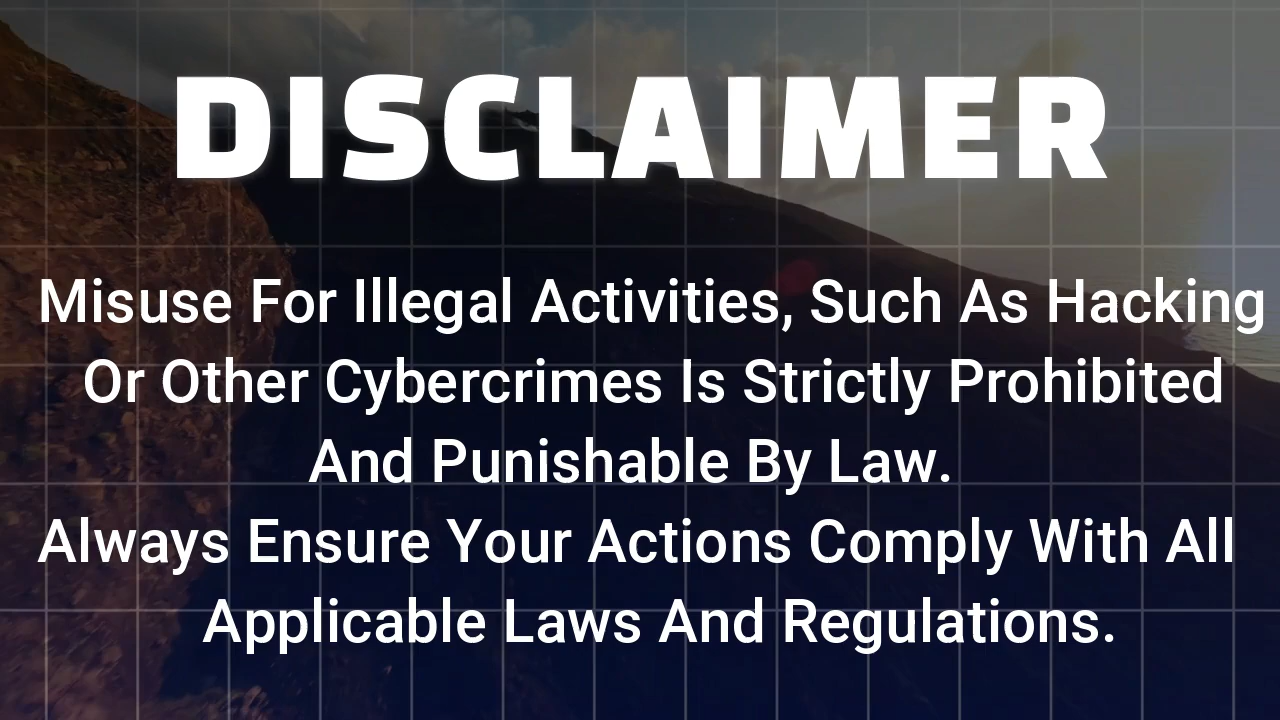 DISCLAIMER
Misuse For Illegal Activities, Such As Hacking
Or Other Cybercrimes Is Strictly Prohibited
And Punishable By Law.
Always Ensure Your Actions Comply With All
Applicable Laws And Regulations.